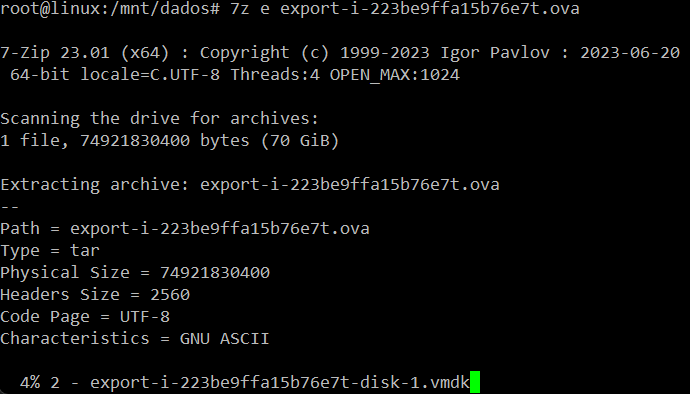 root@linux:/mnt/dados# 7z e export-i-223be9ffa15b76e7t.ova
7-Zip 23.01 (x64) : Copyright (c) 1999-2023 Igor Pavlov : 2023-06-20
64-bit locale=C.UTF-8 Threads:4 OPEN_MAX:1024
Scanning the drive for archives:
1 file, 74921830400 bytes (70 GiB)
Extracting archive: export-i-223be9ffa15b76e7t.ova
--
Path = export-i-223be9ffa15b76e7t.ova
Type = tar
Physical Size = 74921830400
Headers Size = 2560
Code Page = UTF-8
Characteristics = GNU ASCII
4% 2 - export-i-223be9ffa15b76e7t-disk-1.vmdk